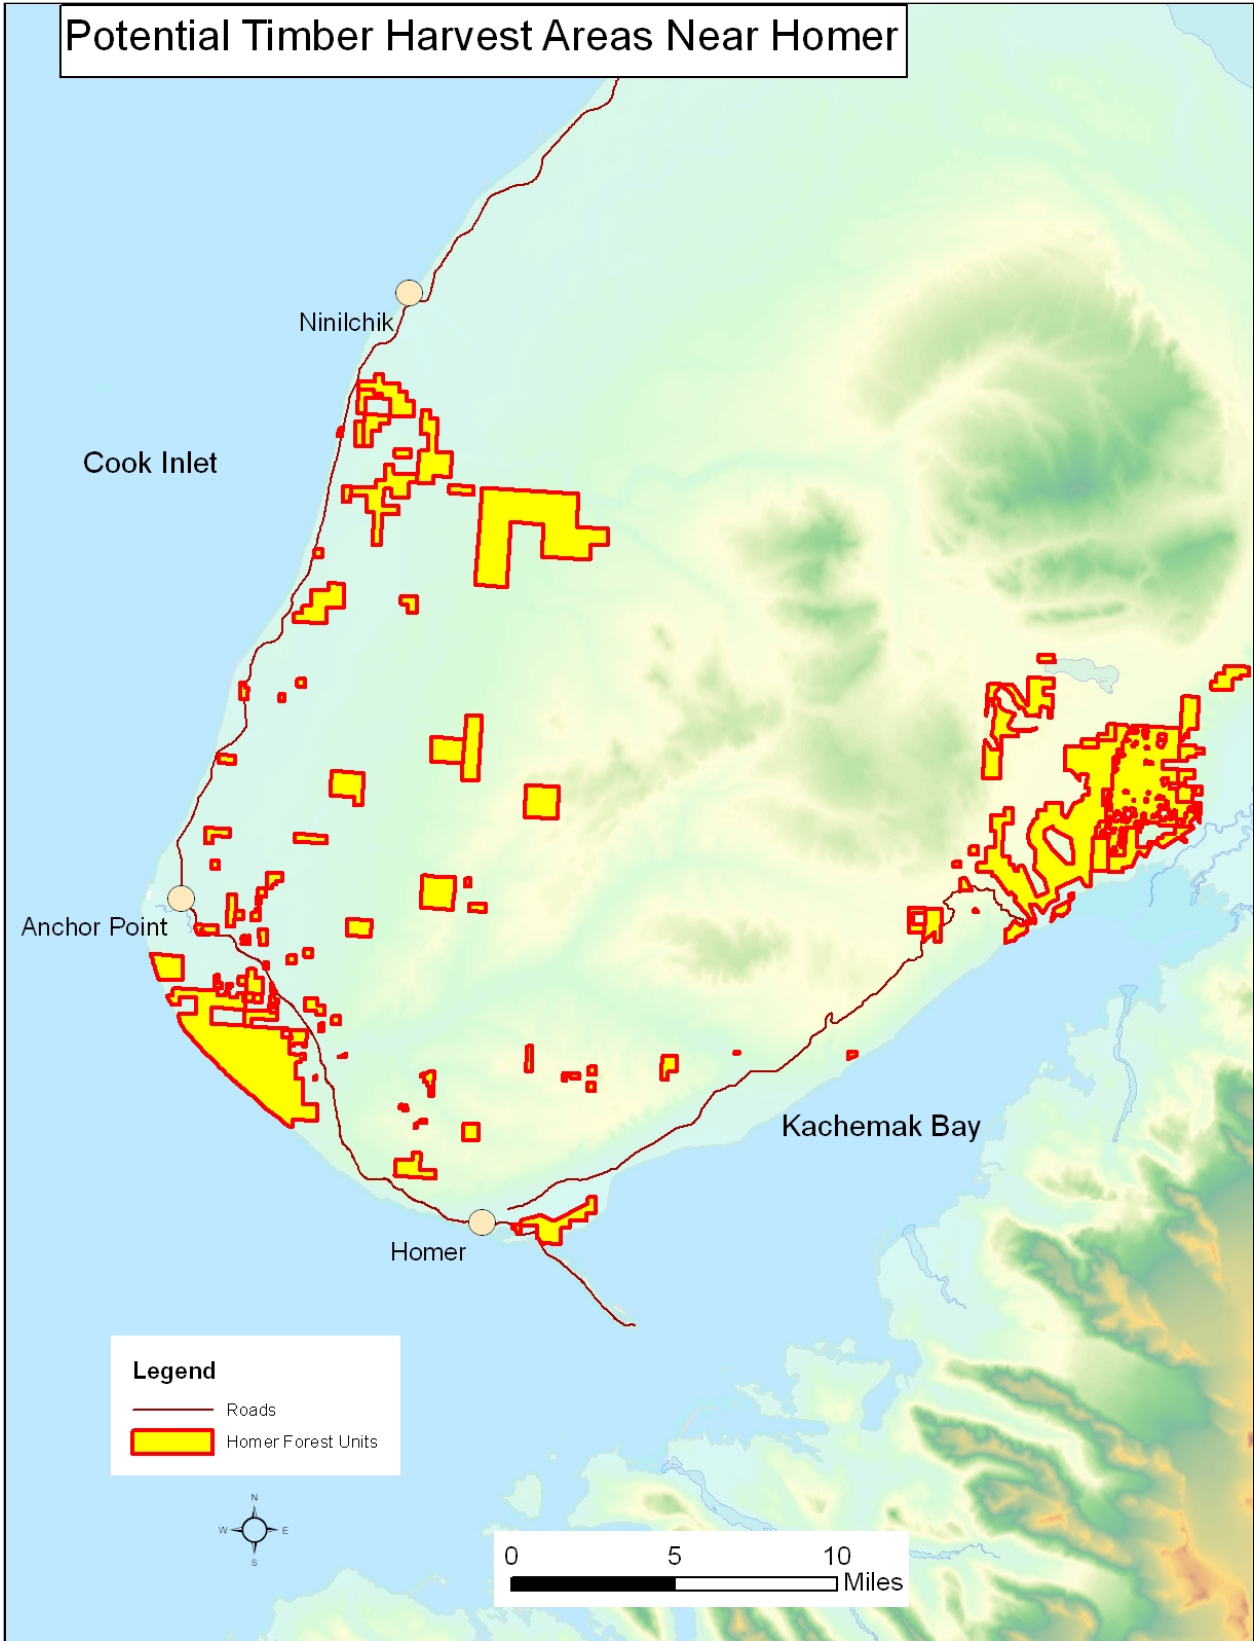 Potential Timber Harvest Areas Near Homer
Ninilchik
Cook Inlet
Anchor Point
Kachemak Bay
Homer
Legend
Roads
Homer Forest Units
N
W E
S
0 5 10
Miles